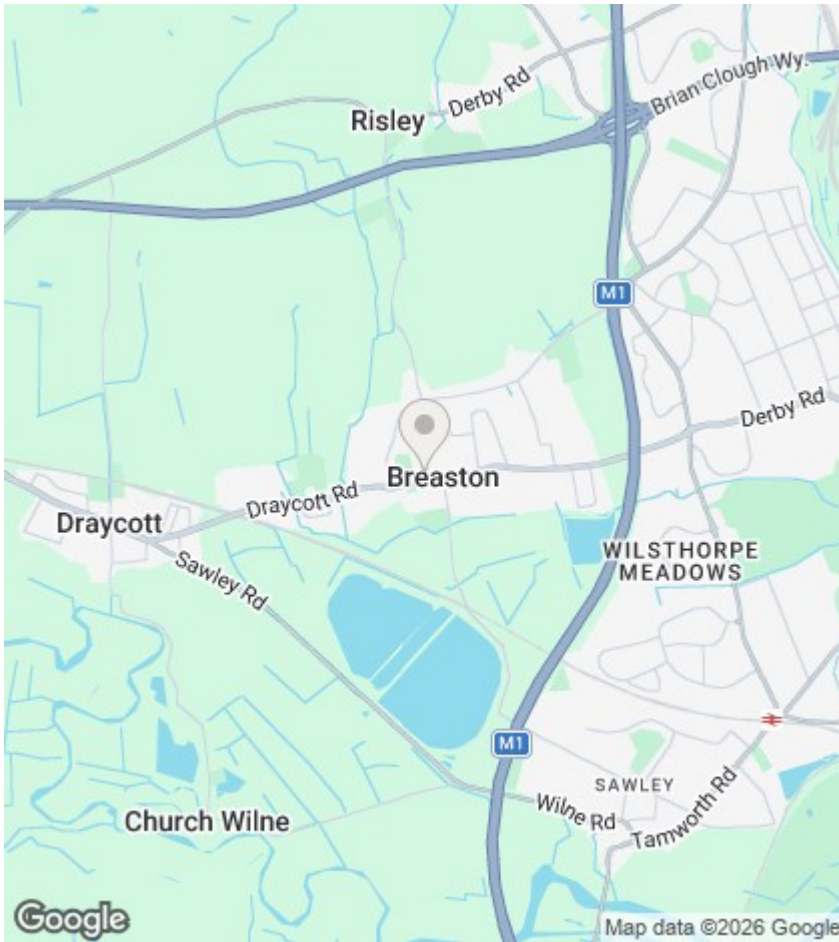 Risley
Derby Rd
Brian Clough Wy.
M1
Derby Rd
Breaston
Draycott Rd
Draycott
WILSTHORPE
MEADOWS
Sawley Rd
M1
SAWLEY
Wilne Rd
Tamworth Rd
Church Wilne
Google
Map data ©2026 Google